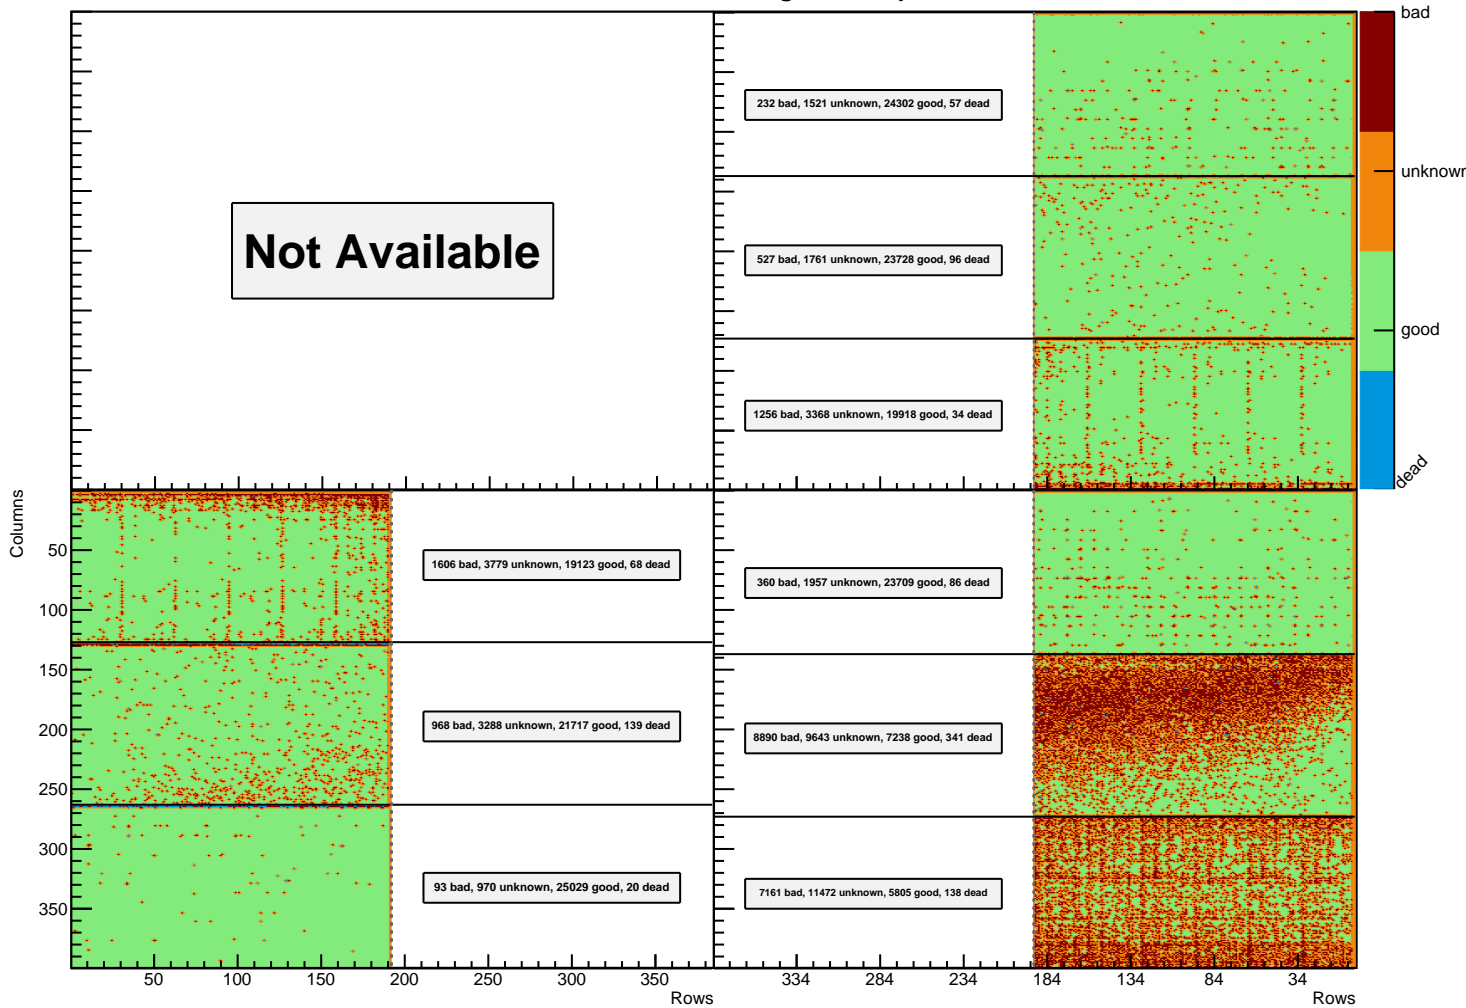 bad
232 bad, 1521 unknown, 24302 good, 57 dead
unknown
Not Available
527 bad, 1761 unknown, 23728 good, 96 dead
good
1256 bad, 3368 unknown, 19918 good, 34 dead
dead
Columns
50
1606 bad, 3779 unknown, 19123 good, 68 dead
360 bad, 1957 unknown, 23709 good, 86 dead
100
150
200
968 bad, 3288 unknown, 21717 good, 139 dead
8890 bad, 9643 unknown, 7238 good, 341 dead
250
300
93 bad, 970 unknown, 25029 good, 20 dead
7161 bad, 11472 unknown, 5805 good, 138 dead
350
50 100 150 200 250 300 350
334 284 234 184 134 84 34
Rows
Rows